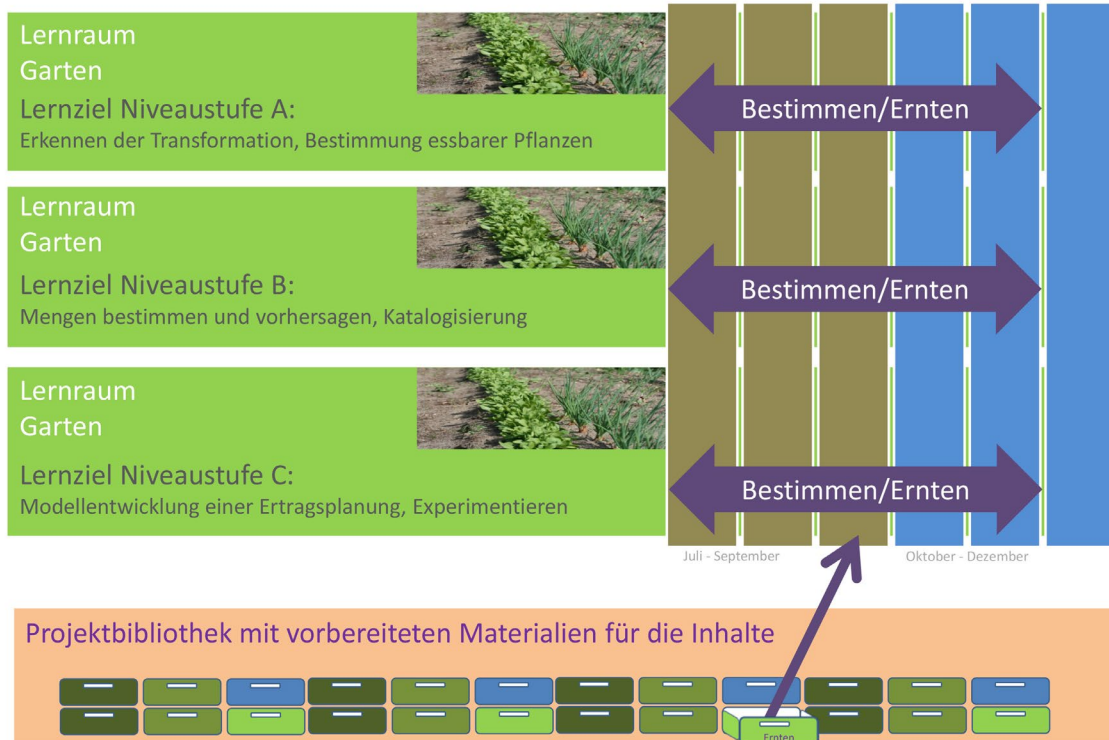 Lernraum
Garten
Lernziel Niveaustufe A:
Erkennen der Transformation, Bestimmung essbarer Pflanzen
Bestimmen/Ernten
Lernraum
Garten
Lernziel Niveaustufe B:
Mengen bestimmen und vorhersagen, Katalogisierung
Bestimmen/Ernten
Lernraum
Garten
Lernziel Niveaustufe C:
Modellentwicklung einer Ertragsplanung, Experimentieren
Bestimmen/Ernten
Juli - September
Oktober - Dezember
Projektbibliothek mit vorbereiteten Materialien für die Inhalte
Ernten